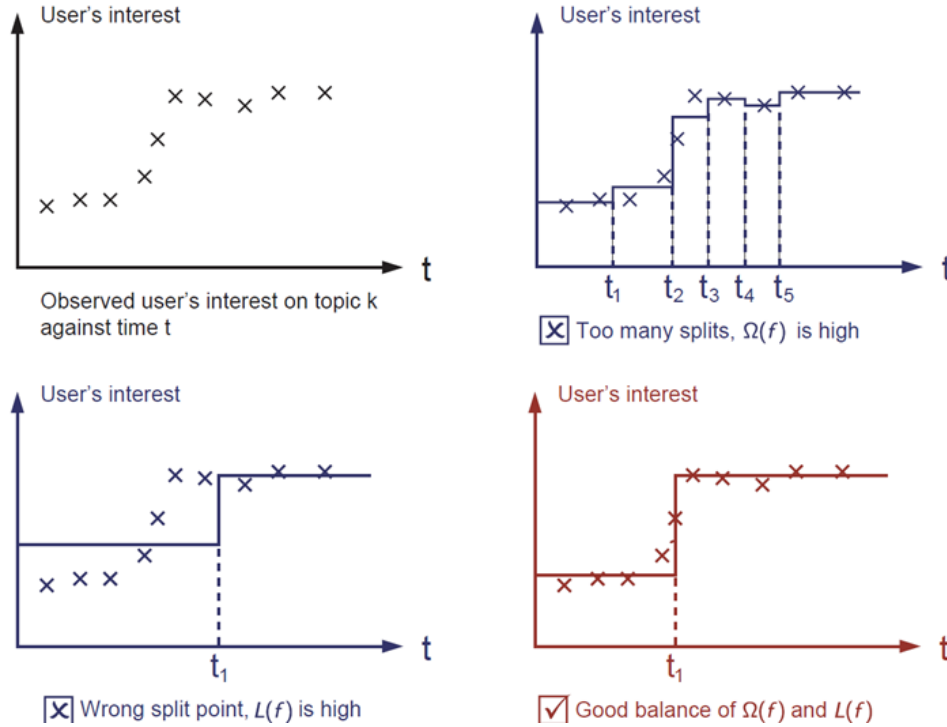 User's interest
t
Observed user's interest on topic k
against time t
User's interest
t
t₁ t₂ t₃ t₄ t₅
☒ Too many splits, Ω(f) is high
User's interest
t
t₁
☒ Wrong split point, L(f) is high
User's interest
t
t₁
☑ Good balance of Ω(f) and L(f)